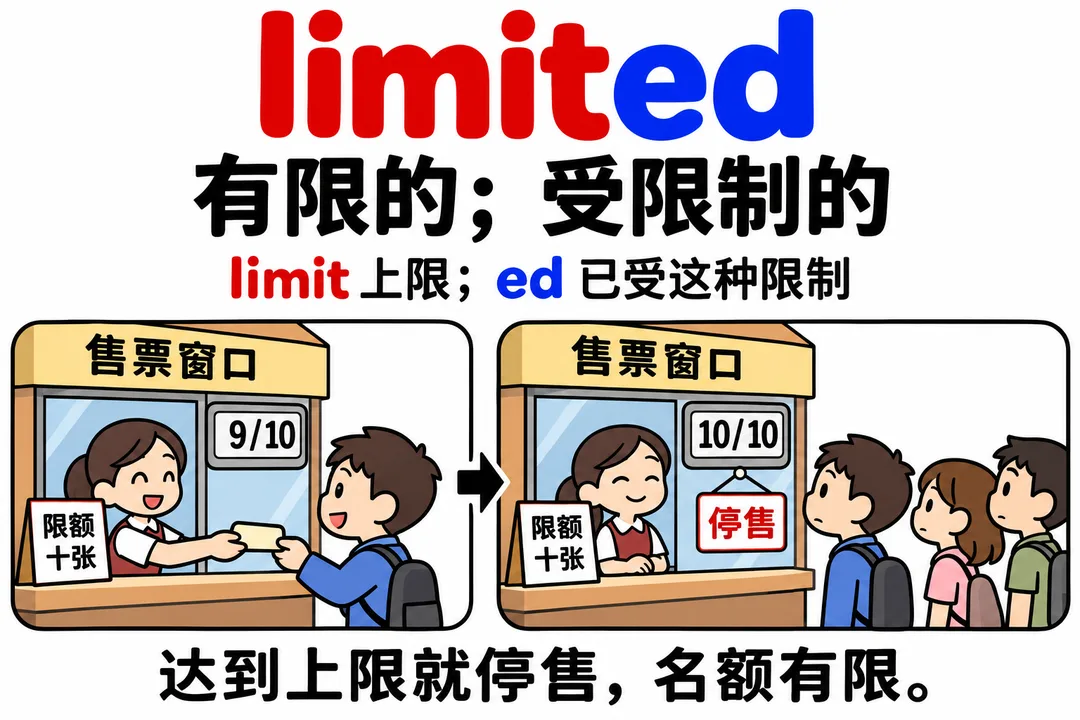 limited
有限的；受限制的
limit 上限；ed 已受这种限制
售票窗口
9/10
限额
十张
售票窗口
10/10
停售
限额
十张
达到上限就停售，名额有限。